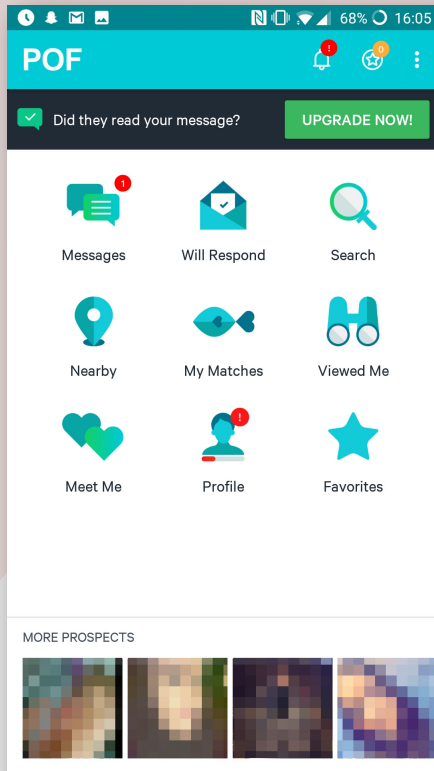 68% 16:05
POF
!
0
Did they read your message? UPGRADE NOW!
1
Messages Will Respond Search
Nearby My Matches Viewed Me
!
Meet Me Profile Favorites
MORE PROSPECTS